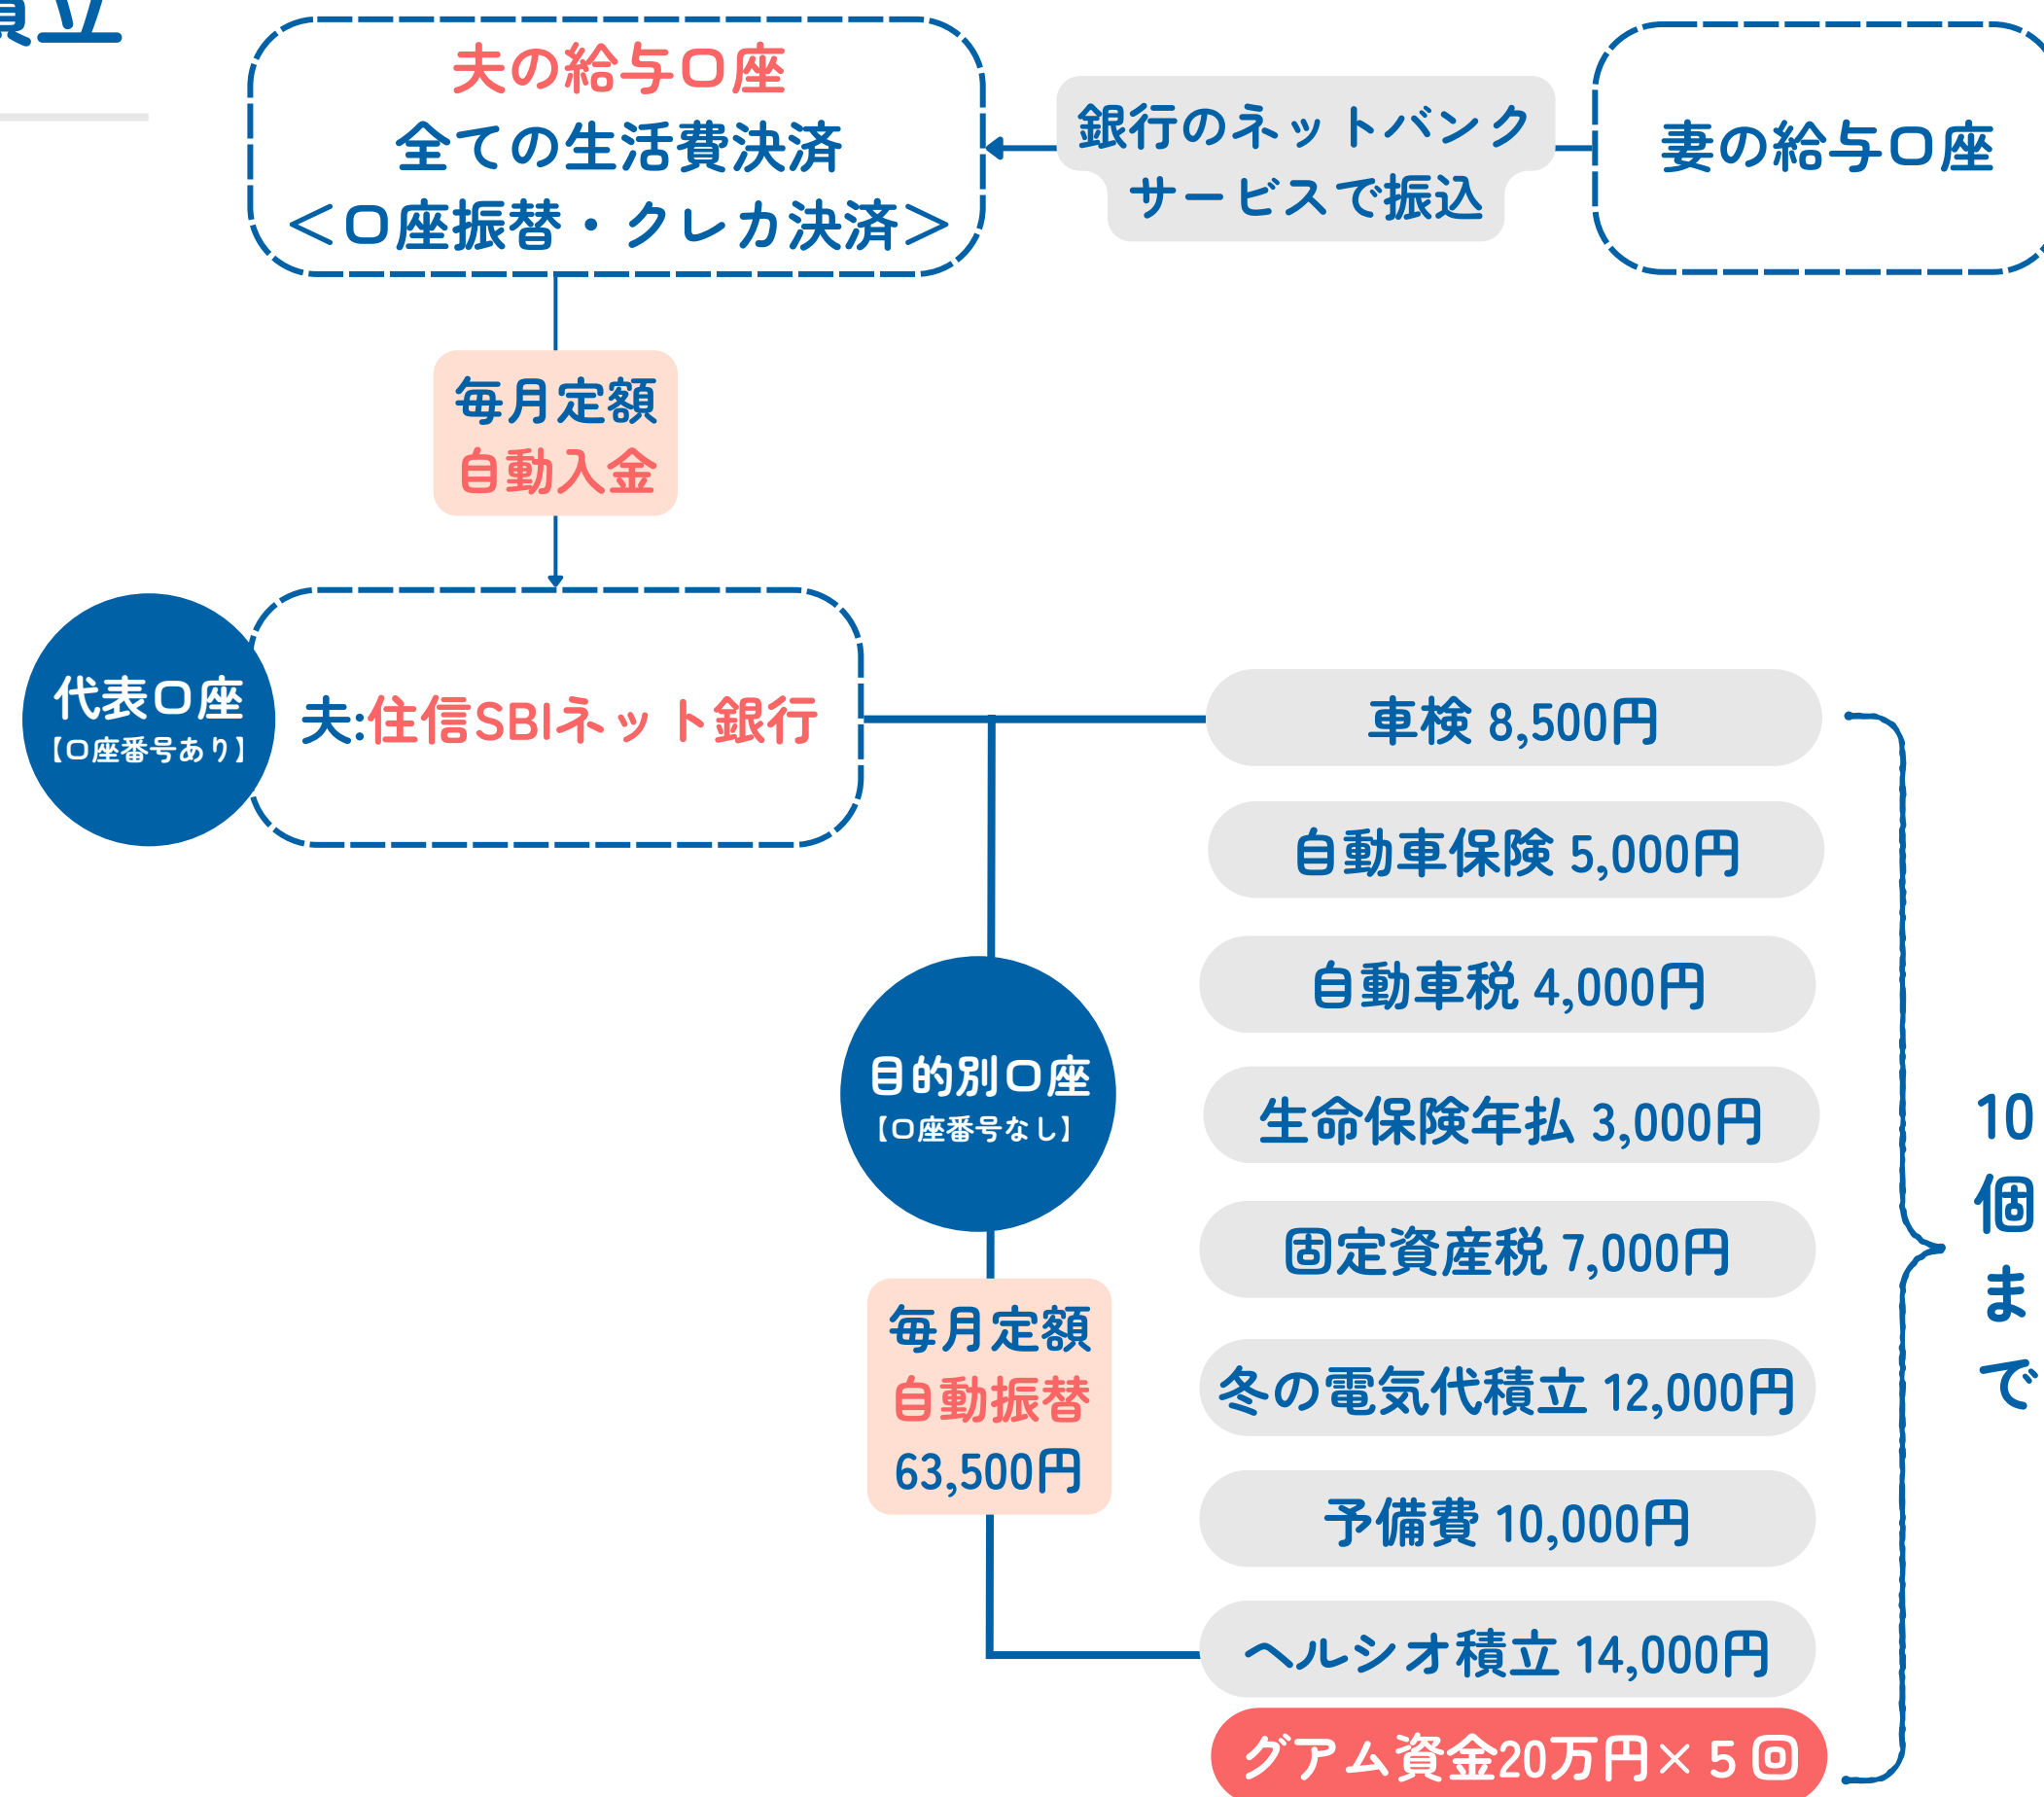 積立
夫の給与口座
全ての生活費決済
＜口座振替・クレカ決済＞
銀行のネットバンク
サービスで振込
妻の給与口座
毎月定額
自動入金
代表口座
【口座番号あり】
夫:住信SBIネット銀行
車検 8,500円
自動車保険 5,000円
自動車税 4,000円
目的別口座
【口座番号なし】
生命保険年払 3,000円
固定資産税 7,000円
毎月定額
自動振替
63,500円
冬の電気代積立 12,000円
予備費 10,000円
ヘルシオ積立 14,000円
グアム資金20万円×５回
10個まで